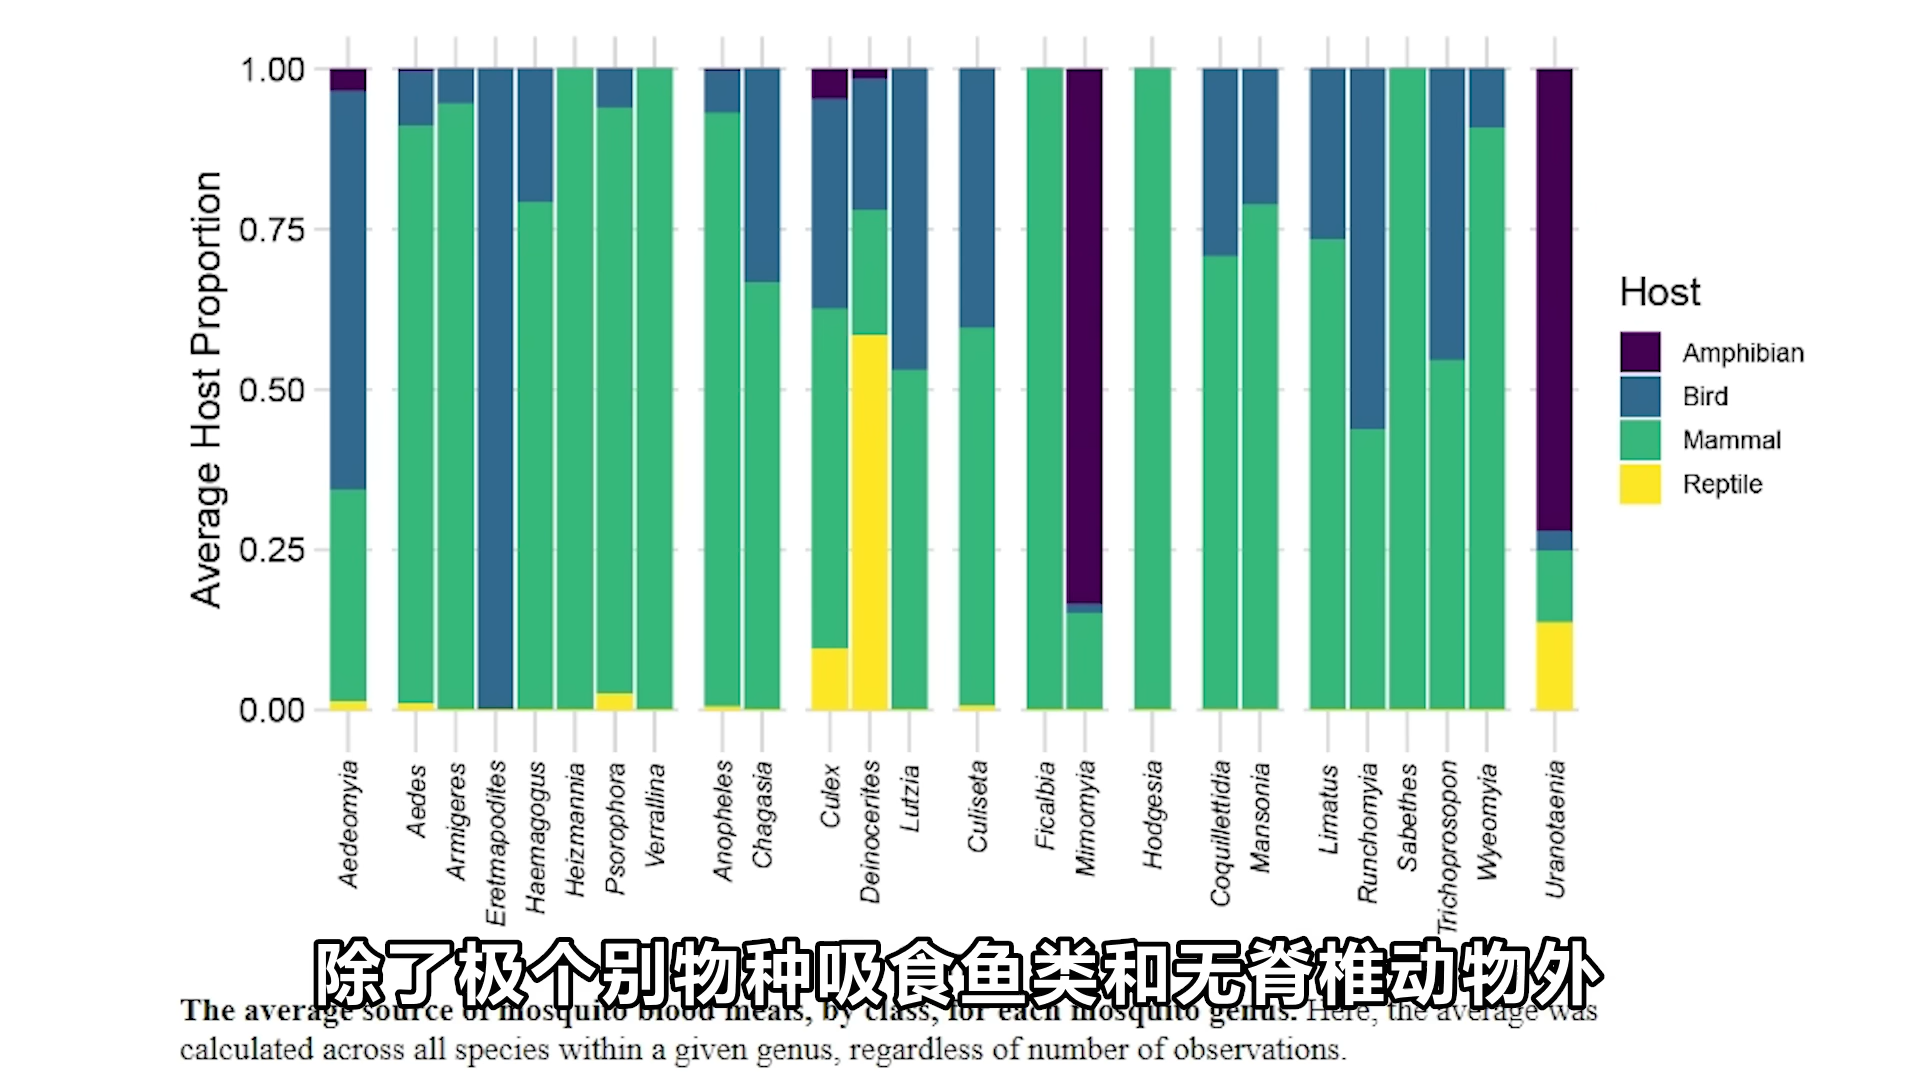 1.00
0.75
0.50
0.25
0.00
Average Host Proportion
Host
Amphibian
Bird
Mammal
Reptile
Aedeomyia
Aedes
Armigeres
Eretmapodites
Haemagogus
Heizmannia
Psorophora
Verrallina
Anopheles
Chagasia
Culex
Deinocerites
Lutzia
Culiseta
Ficalbia
Mimomyia
Hodgesia
Coquillettidia
Mansonia
Limatus
Runchomyia
Sabethes
Trichoprosopon
Wyeomyia
Uranotaenia
除了极个别物种吸食鱼类和无脊椎动物外
The average source of mosquito blood meals, by class, for each mosquito genus. Here, the average was
calculated across all species within a given genus, regardless of number of observations.